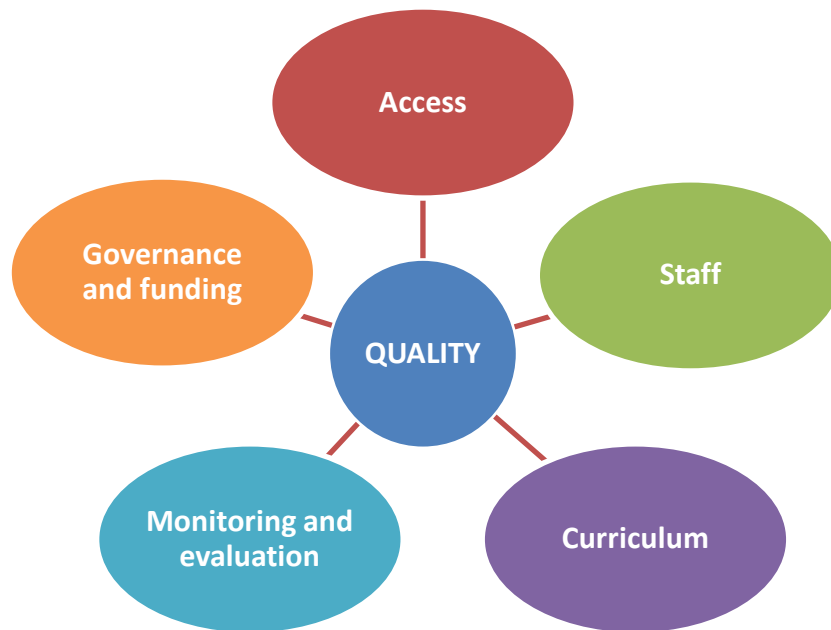 Access
Governance
and funding
Staff
QUALITY
Monitoring and
evaluation
Curriculum